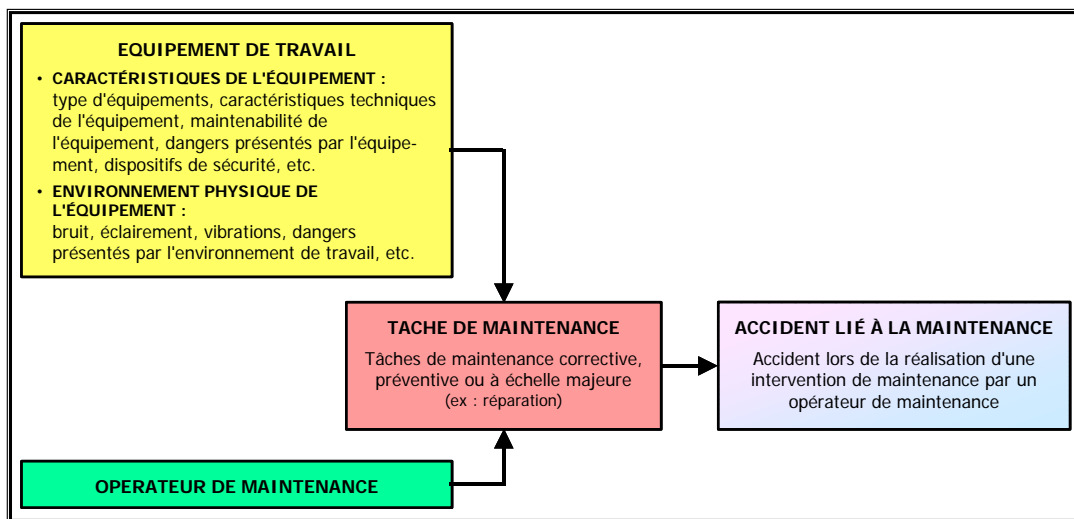 EQUIPEMENT DE TRAVAIL
• CARACTÉRISTIQUES DE L'ÉQUIPEMENT :
type d'équipements, caractéristiques techniques
de l'équipement, maintenabilité de
l'équipement, dangers présentés par l'équipe-
ment, dispositifs de sécurité, etc.
• ENVIRONNEMENT PHYSIQUE DE
L'ÉQUIPEMENT :
bruit, éclairement, vibrations, dangers
présentés par l'environnement de travail, etc.
TACHE DE MAINTENANCE
Tâches de maintenance corrective,
préventive ou à échelle majeure
(ex : réparation)
ACCIDENT LIÉ À LA MAINTENANCE
Accident lors de la réalisation d'une
intervention de maintenance par un
opérateur de maintenance
OPERATEUR DE MAINTENANCE